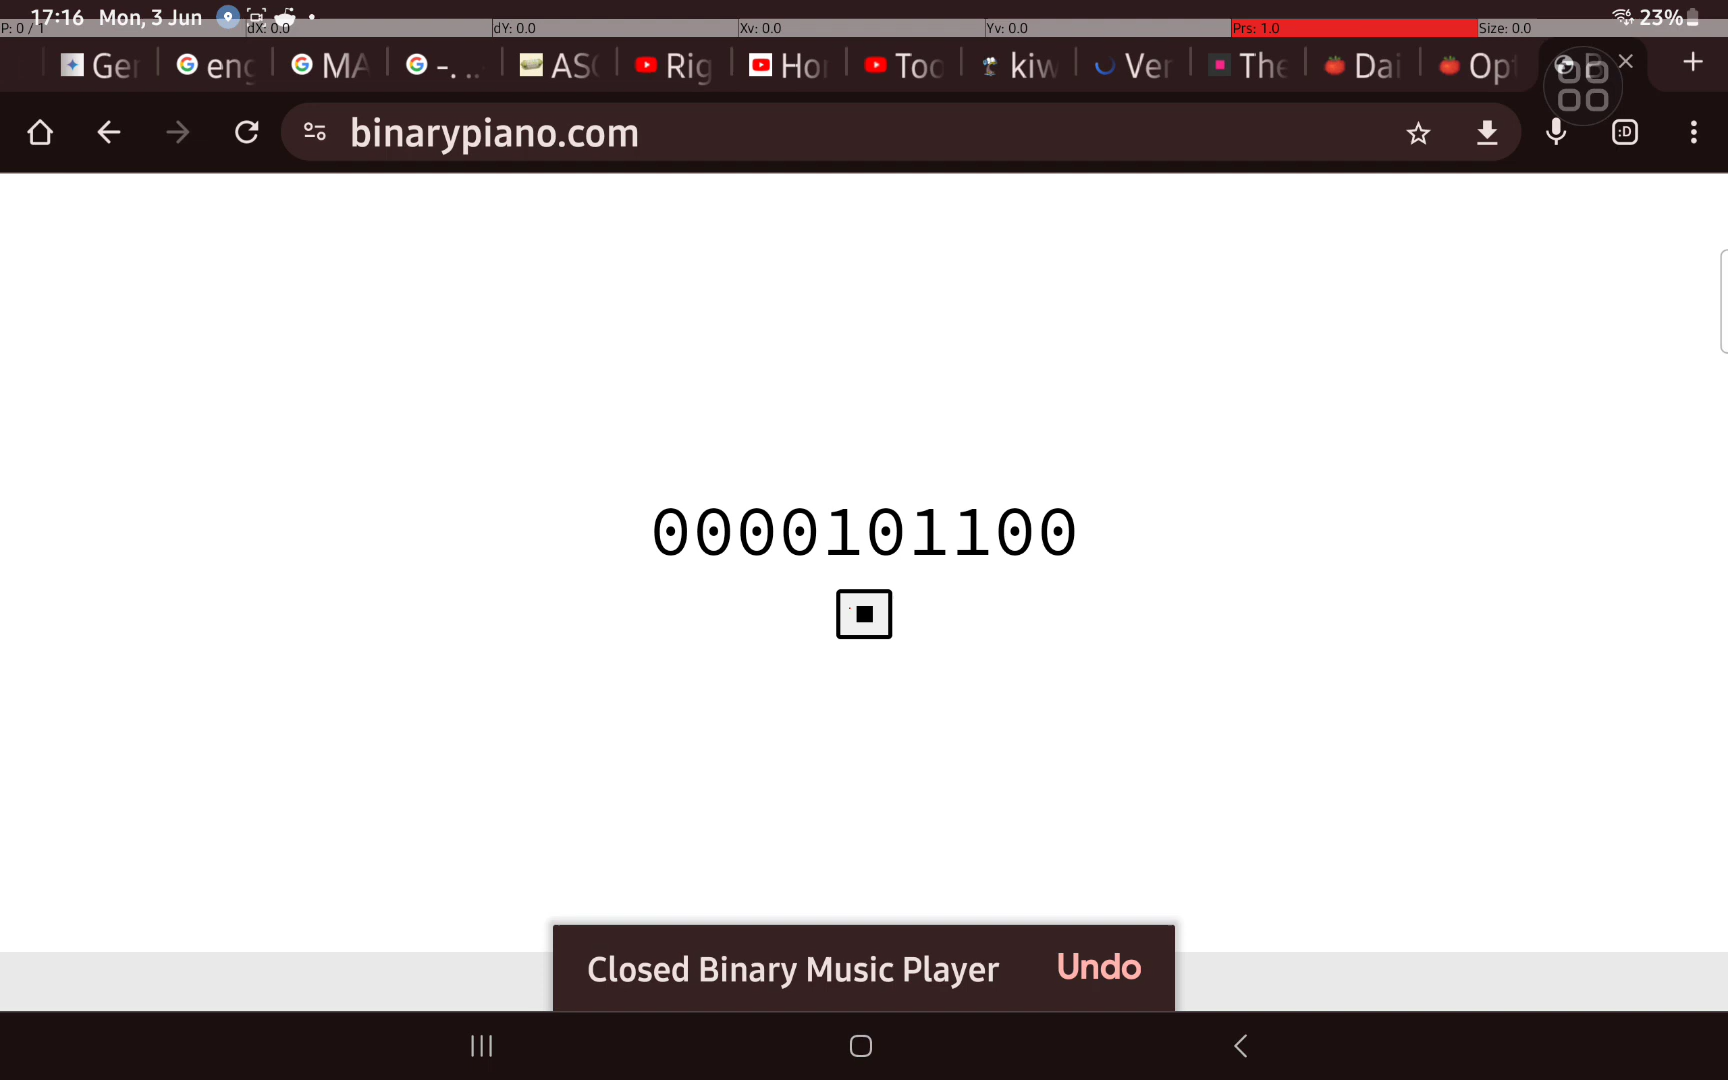 17:16 Mon, 3 Jun
23%
P: 0 / 1 dX: 0.0 dY: 0.0 Xv: 0.0 Yv: 0.0 Prs: 1.0 Size: 0.0
Ger eng MA -. .. ASC Rig Hor Too kiw Ver The Dai Opt B
binarypiano.com :D
0000101100
Closed Binary Music Player Undo